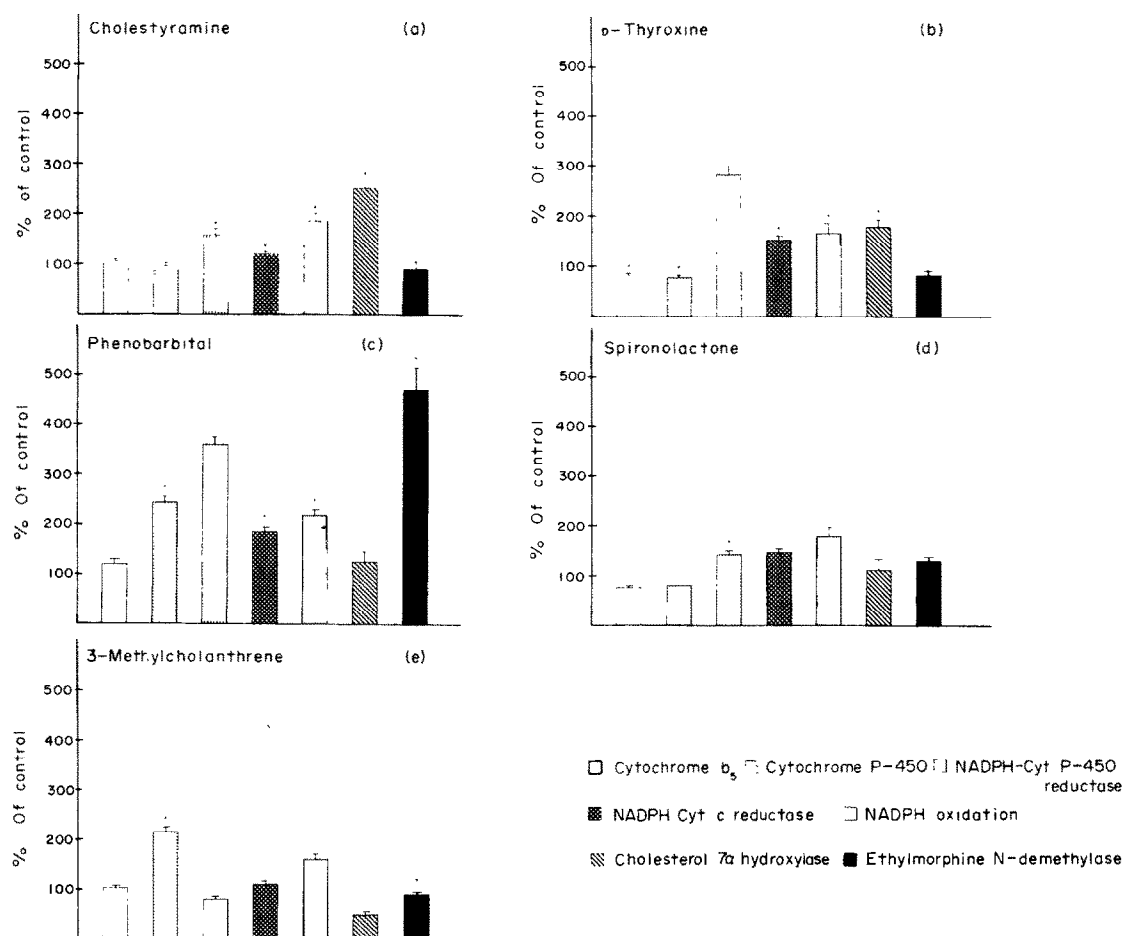 Cholestyramine (a)
% of control
500
400
300
200
100
D-Thyroxine (b)
% Of control
500
400
300
200
100
Phenobarbital (c)
% Of control
500
400
300
200
100
Spironolactone (d)
% Of control
500
400
300
200
100
3-Methylcholanthrene (e)
% Of control
500
400
300
200
100
Cytochrome b5 Cytochrome P-450 NADPH-Cyt P-450
reductase
NADPH Cyt c reductase NADPH oxidation
Cholesterol 7α hydroxylase Ethylmorphine N-demethylase